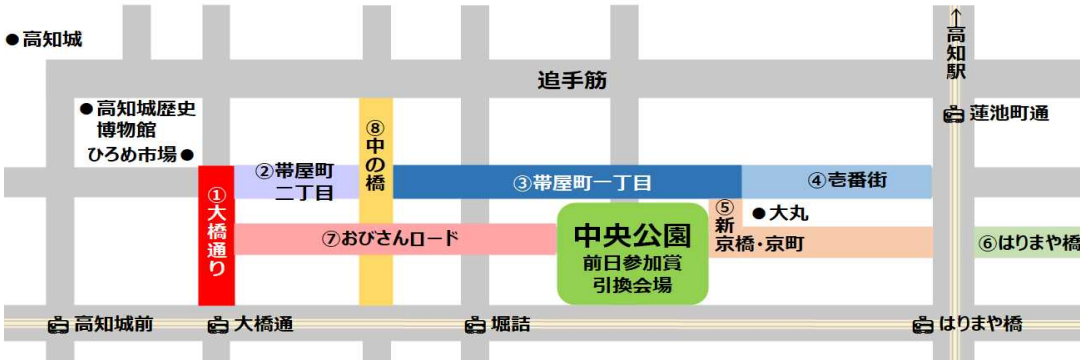 ●高知城
↑高知駅
追手筋
●高知城歴史
博物館
ひろめ市場●
蓮池町通
①大橋通り
②帯屋町
二丁目
⑧中の橋
③帯屋町一丁目
④壱番街
⑤新
京橋・京町
●大丸
⑦おびさんロード
中央公園
前日参加賞
引換会場
⑥はりまや橋
高知城前
大橋通
堀詰
はりまや橋